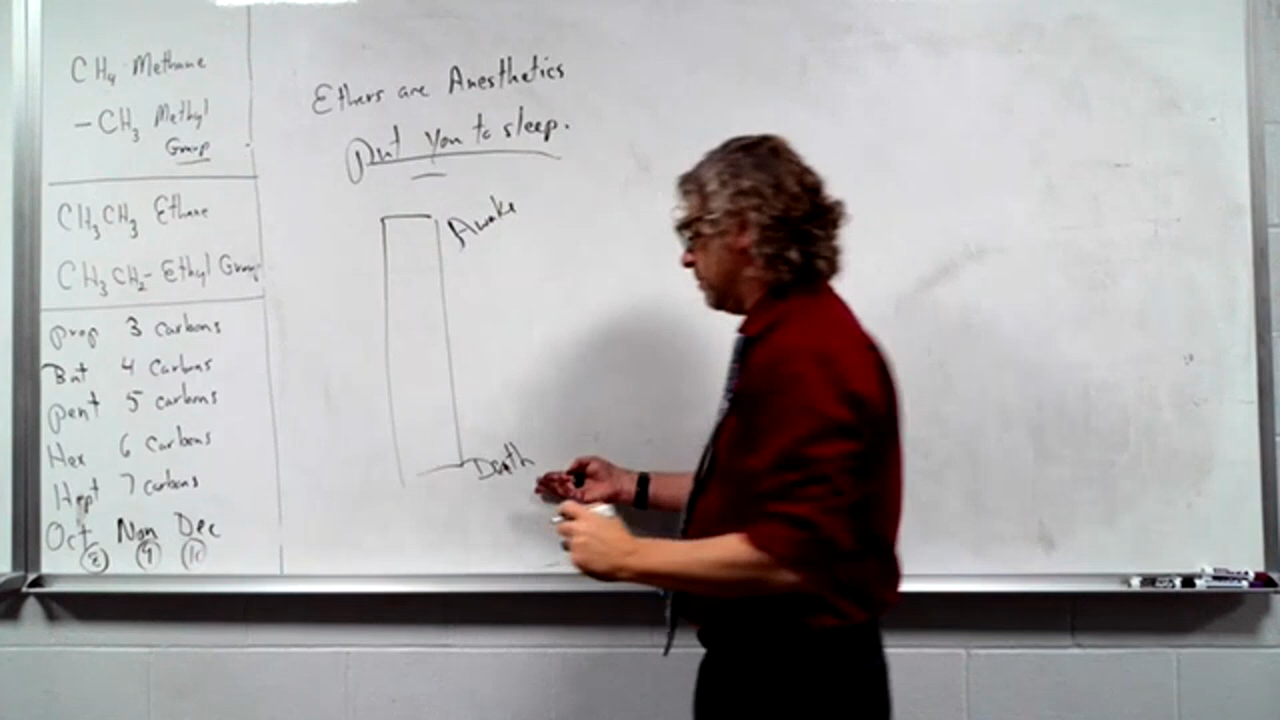 CH4 Methane
-CH3 Methyl
Group
CH3CH3 Ethane
CH3CH2- Ethyl Group
Prop 3 carbons
But 4 Carbons
Pent 5 carbons
Hex 6 Carbons
Hept 7 carbons
Oct Non Dec
8 9 10
Ethers are Anesthetics
Put you to sleep.
Awake
Death